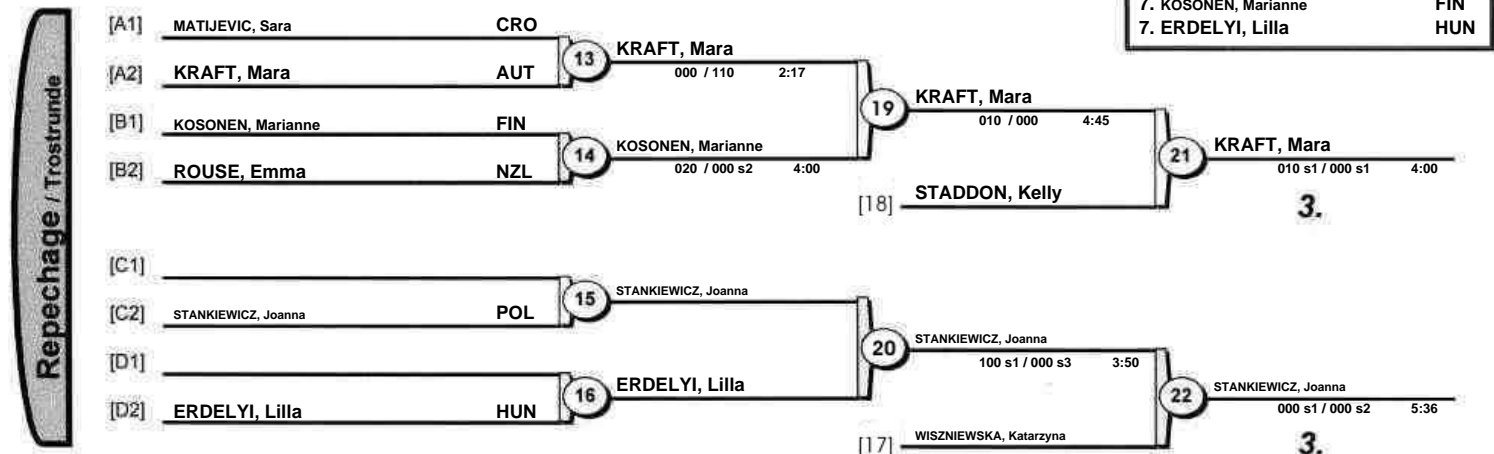 7. KOSONEN, Marianne FIN
7. ERDELYI, Lilla HUN
Repechage / Trostrunde
[A1] MATIJEVIC, Sara CRO
13 KRAFT, Mara
000 / 110 2:17
[A2] KRAFT, Mara AUT
19 KRAFT, Mara
010 / 000 4:45
[B1] KOSONEN, Marianne FIN
14 KOSONEN, Marianne
020 / 000 s2 4:00
[B2] ROUSE, Emma NZL
21 KRAFT, Mara
010 s1 / 000 s1 4:00
[18] STADDON, Kelly
3.
[C1]
15 STANKIEWICZ, Joanna
[C2] STANKIEWICZ, Joanna POL
20 STANKIEWICZ, Joanna
100 s1 / 000 s3 3:50
[D1]
16 ERDELYI, Lilla
[D2] ERDELYI, Lilla HUN
22 STANKIEWICZ, Joanna
000 s1 / 000 s2 5:36
[17] WISZNIEWSKA, Katarzyna
3.